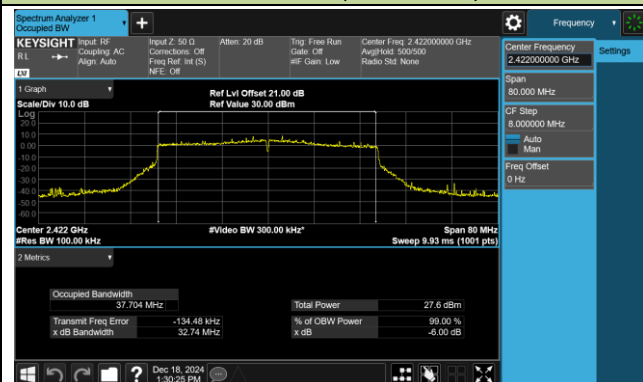 Spectrum Analyzer 1
Occupied BW
Frequency
KEYSIGHT
R L
LXI
Input: RF
Coupling: AC
Align: Auto
Input Z: 50 Ω
Corrections: Off
Freq Ref: Int (S)
NFE: Off
Atten: 20 dB
Trig: Free Run
Gate: Off
#IF Gain: Low
Center Freq: 2.422000000 GHz
Avg|Hold: 500/500
Radio Std: None
Center Frequency
2.422000000 GHz
Settings
Span
80.000 MHz
CF Step
8.000000 MHz
Auto
Man
Freq Offset
0 Hz
1 Graph
Scale/Div 10.0 dB
Ref Lvl Offset 21.00 dB
Ref Value 30.00 dBm
Log
20.0
10.0
0.00
-10.0
-20.0
-30.0
-40.0
-50.0
-60.0
Center 2.422 GHz
#Res BW 100.00 kHz
#Video BW 300.00 kHz*
Span 80 MHz
Sweep 9.93 ms (1001 pts)
2 Metrics
Occupied Bandwidth
37.704 MHz
Total Power 27.6 dBm
Transmit Freq Error -134.48 kHz
% of OBW Power 99.00 %
x dB Bandwidth 32.74 MHz
x dB -6.00 dB
?
Dec 18, 2024
1:30:25 PM